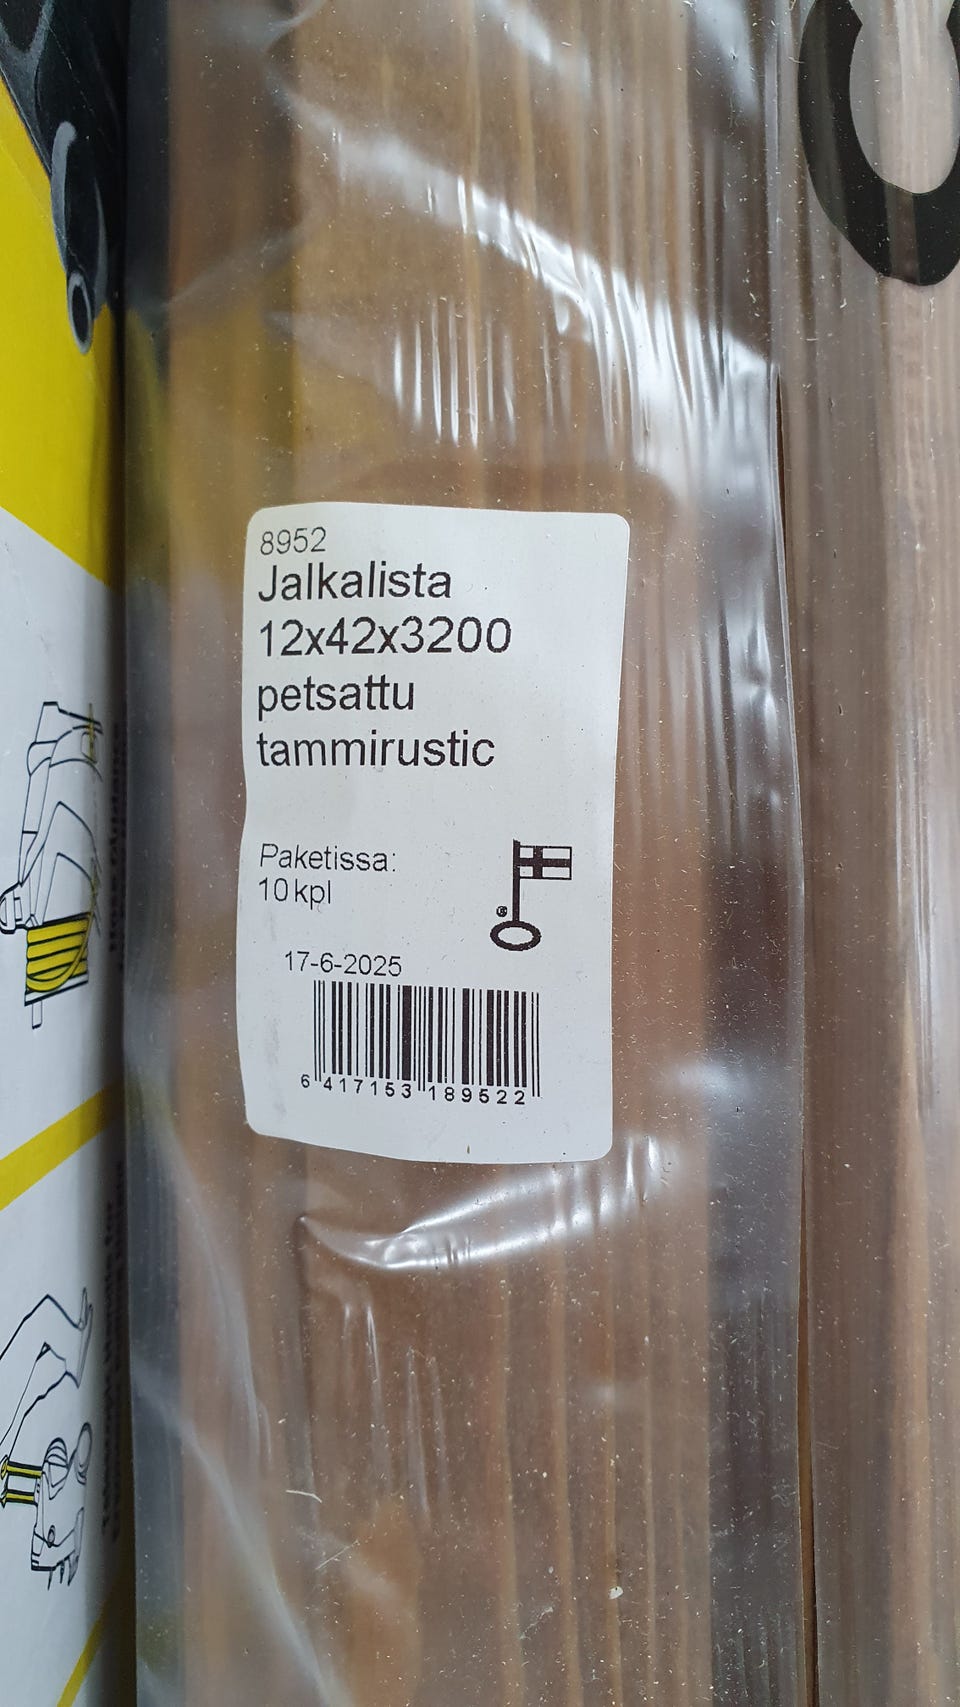 8952
Jalkalista
12x42x3200
petsattu
tammirustic
Paketissa:
10 kpl
17-6-2025
6 417153 189522